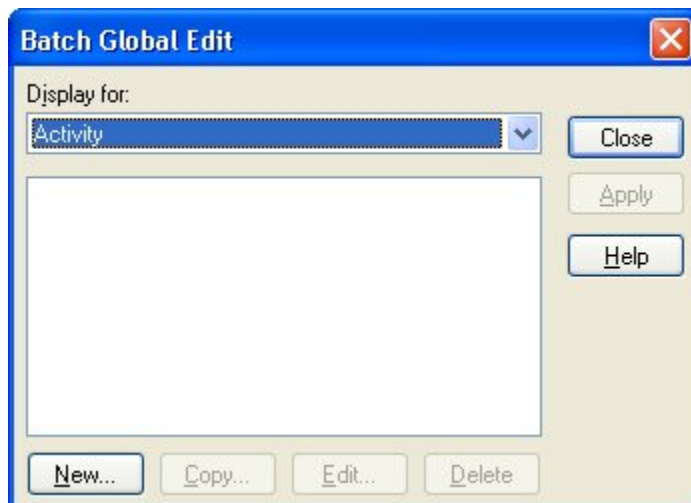 Batch Global Edit
Display for:
Activity
Close
Apply
Help
New...
Copy...
Edit...
Delete